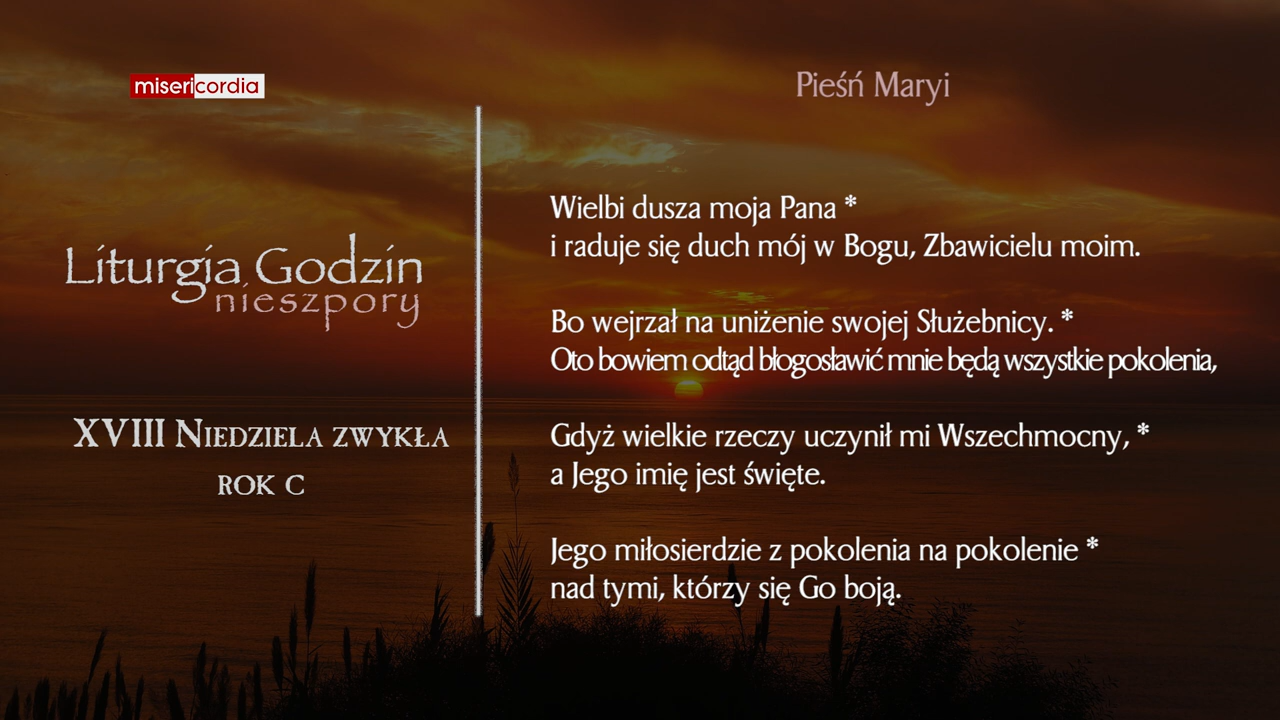 misericordia
Liturgia Godzin
nieszpory
XVIII Niedziela zwykła
rok C
Pieśń Maryi
Wielbi dusza moja Pana *
i raduje się duch mój w Bogu, Zbawicielu moim.
Bo wejrzał na uniżenie swojej Służebnicy. *
Oto bowiem odtąd błogosławić mnie będą wszystkie pokolenia,
Gdyż wielkie rzeczy uczynił mi Wszechmocny, *
a Jego imię jest święte.
Jego miłosierdzie z pokolenia na pokolenie *
nad tymi, którzy się Go boją.